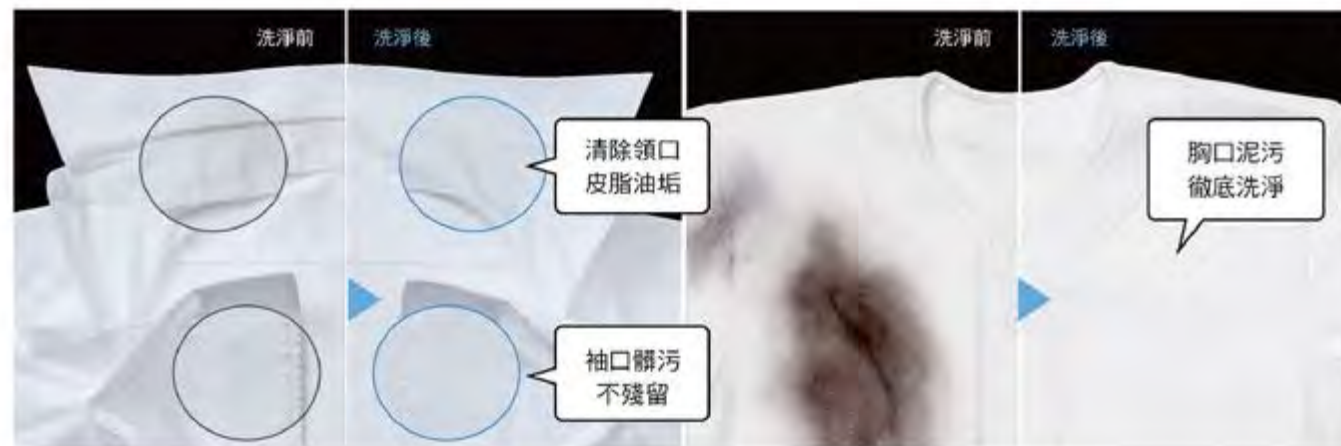 洗淨前
洗淨後
清除領口
皮脂油垢
袖口髒污
不殘留
洗淨前
洗淨後
胸口泥污
徹底洗淨